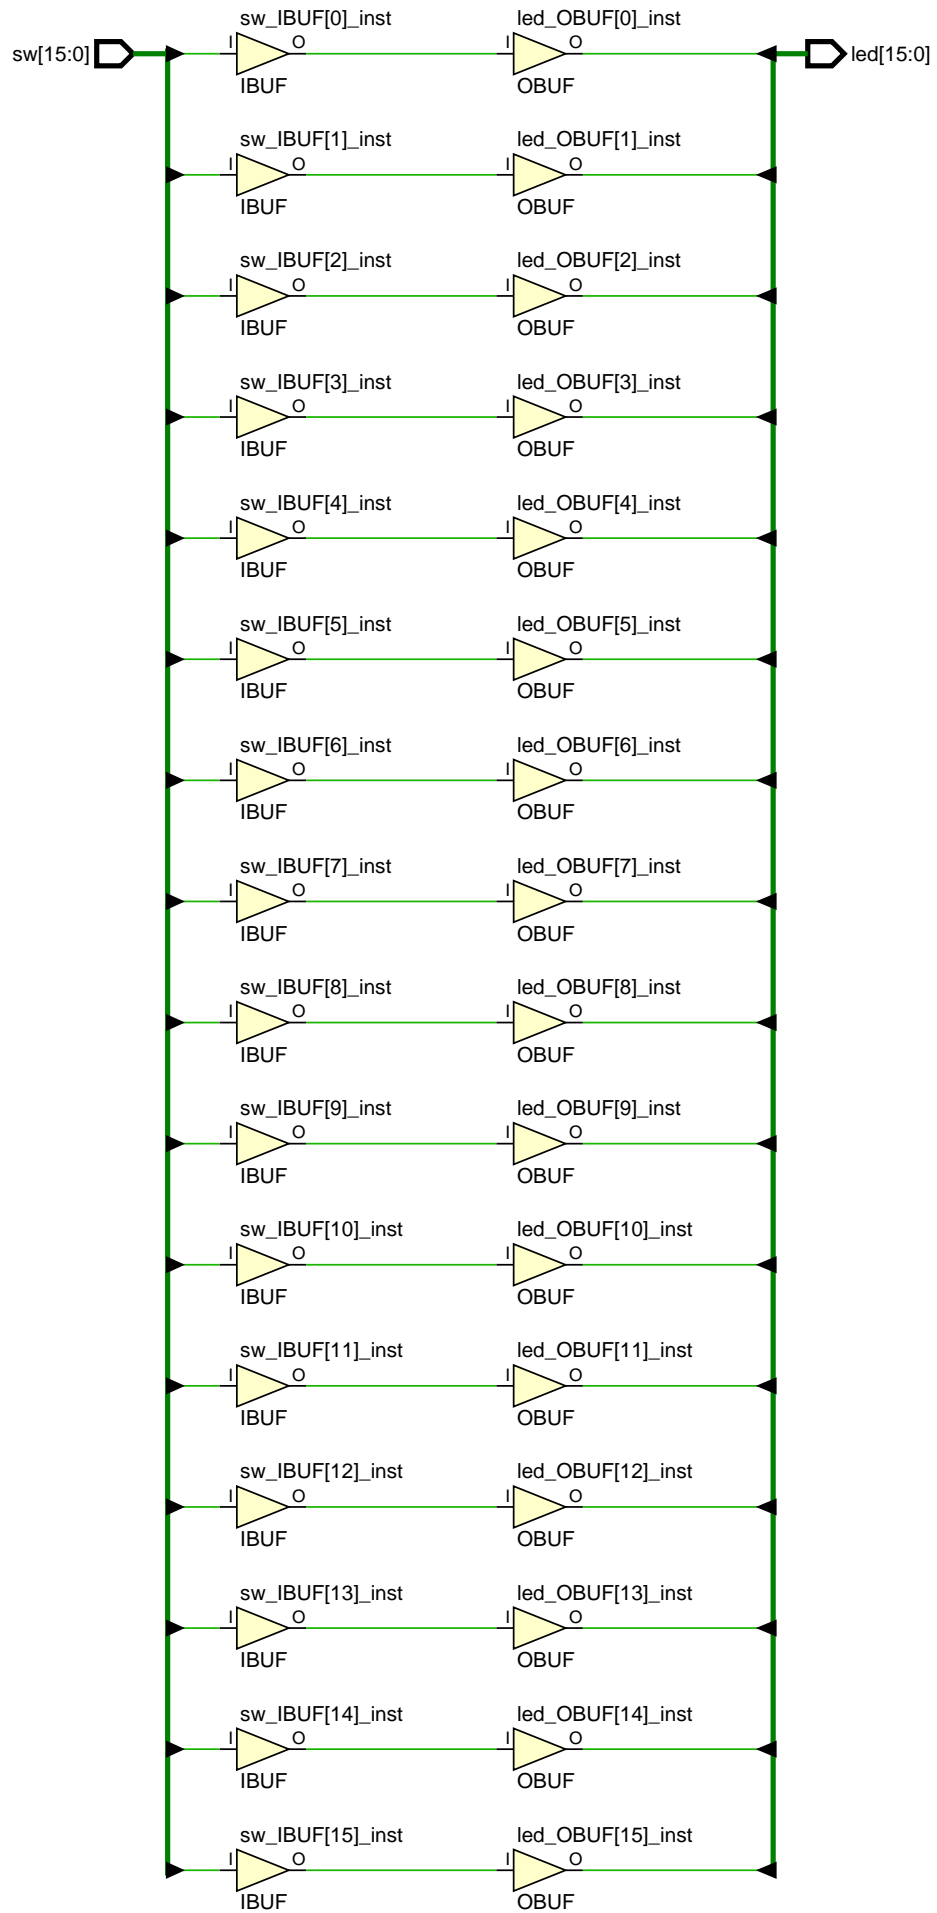 sw_IBUF[0]_inst led_OBUF[0]_inst
sw[15:0] I O I O led[15:0]
IBUF OBUF
sw_IBUF[1]_inst led_OBUF[1]_inst
I O I O
IBUF OBUF
sw_IBUF[2]_inst led_OBUF[2]_inst
I O I O
IBUF OBUF
sw_IBUF[3]_inst led_OBUF[3]_inst
I O I O
IBUF OBUF
sw_IBUF[4]_inst led_OBUF[4]_inst
I O I O
IBUF OBUF
sw_IBUF[5]_inst led_OBUF[5]_inst
I O I O
IBUF OBUF
sw_IBUF[6]_inst led_OBUF[6]_inst
I O I O
IBUF OBUF
sw_IBUF[7]_inst led_OBUF[7]_inst
I O I O
IBUF OBUF
sw_IBUF[8]_inst led_OBUF[8]_inst
I O I O
IBUF OBUF
sw_IBUF[9]_inst led_OBUF[9]_inst
I O I O
IBUF OBUF
sw_IBUF[10]_inst led_OBUF[10]_inst
I O I O
IBUF OBUF
sw_IBUF[11]_inst led_OBUF[11]_inst
I O I O
IBUF OBUF
sw_IBUF[12]_inst led_OBUF[12]_inst
I O I O
IBUF OBUF
sw_IBUF[13]_inst led_OBUF[13]_inst
I O I O
IBUF OBUF
sw_IBUF[14]_inst led_OBUF[14]_inst
I O I O
IBUF OBUF
sw_IBUF[15]_inst led_OBUF[15]_inst
I O I O
IBUF OBUF